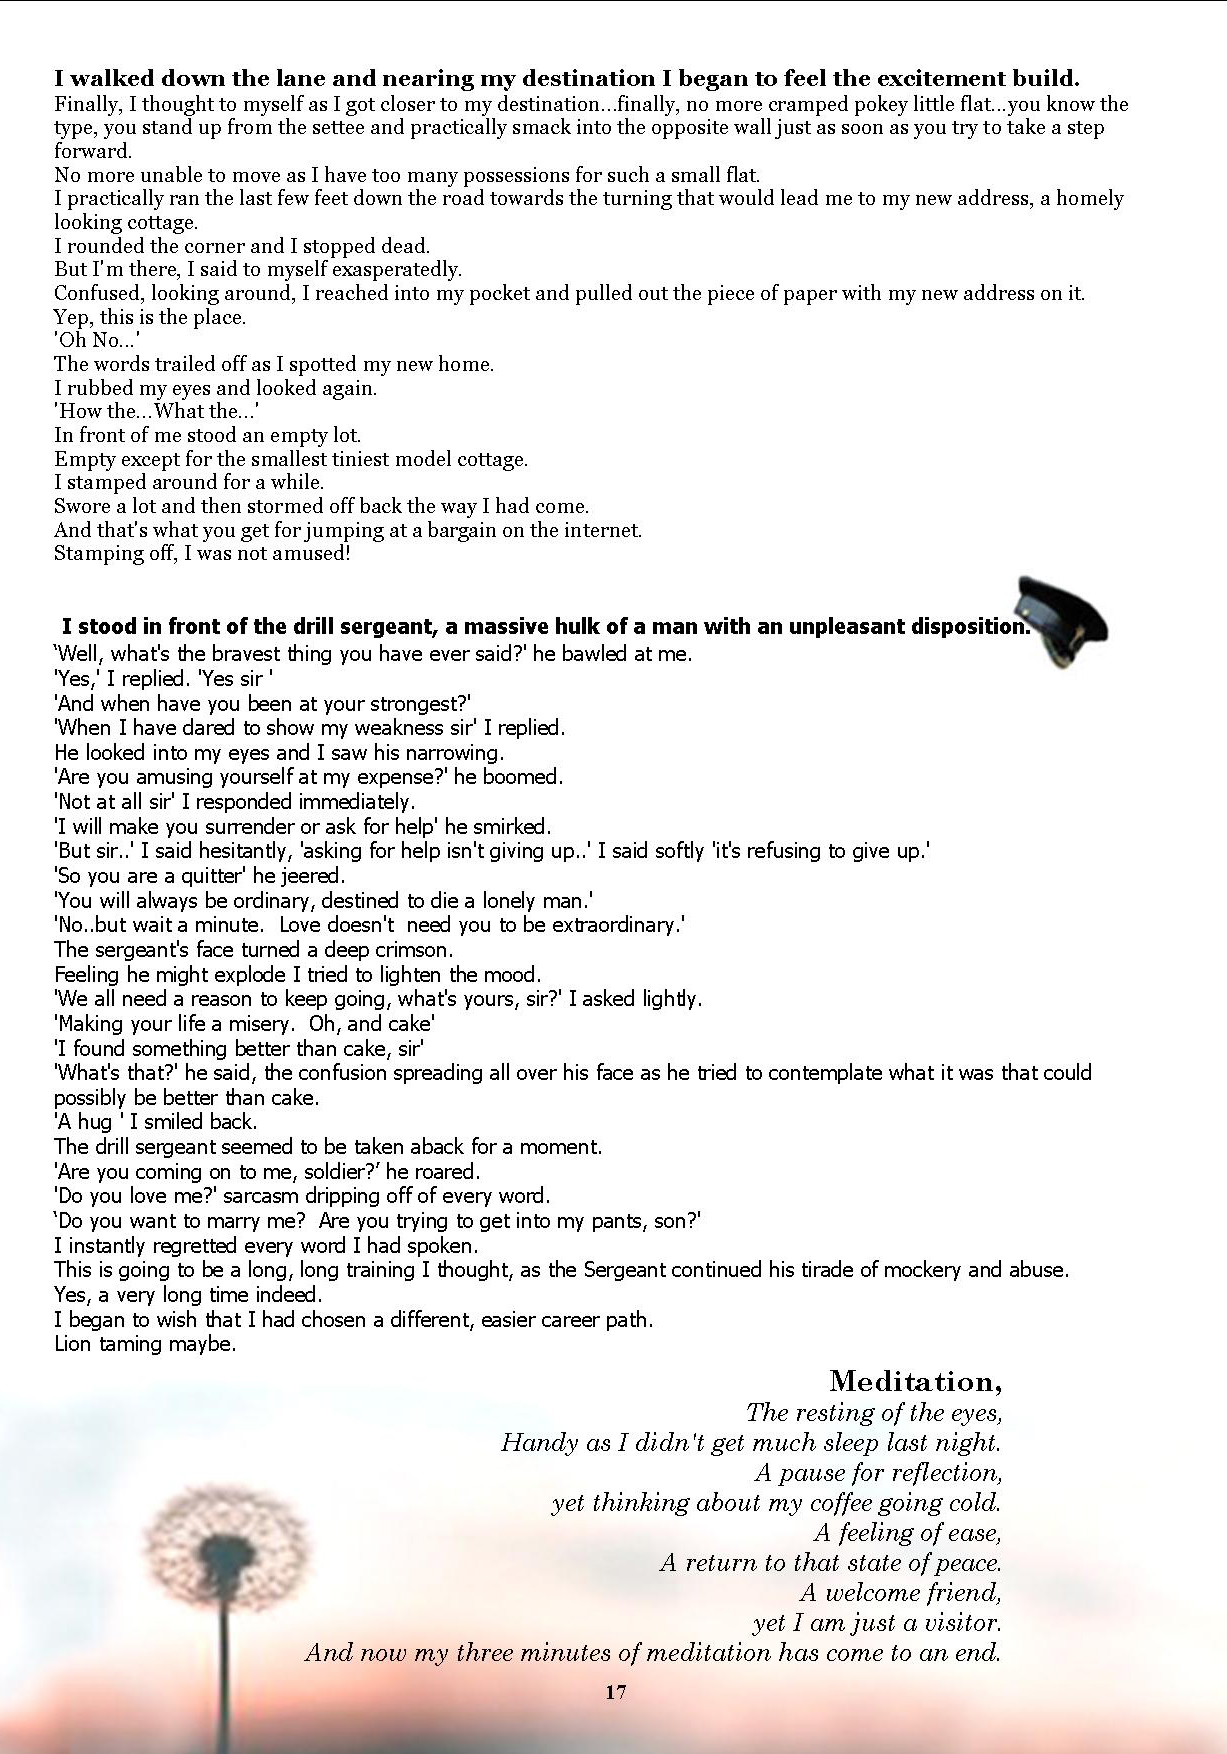 I walked down the lane and nearing my destination I began to feel the excitement build.
Finally, I thought to myself as I got closer to my destination...finally, no more cramped pokey little flat...you know the
type, you stand up from the settee and practically smack into the opposite wall just as soon as you try to take a step
forward.
No more unable to move as I have too many possessions for such a small flat.
I practically ran the last few feet down the road towards the turning that would lead me to my new address, a homely
looking cottage.
I rounded the corner and I stopped dead.
But I'm there, I said to myself exasperatedly.
Confused, looking around, I reached into my pocket and pulled out the piece of paper with my new address on it.
Yep, this is the place.
'Oh No...'
The words trailed off as I spotted my new home.
I rubbed my eyes and looked again.
'How the...What the...'
In front of me stood an empty lot.
Empty except for the smallest tiniest model cottage.
I stamped around for a while.
Swore a lot and then stormed off back the way I had come.
And that's what you get for jumping at a bargain on the internet.
Stamping off, I was not amused!
I stood in front of the drill sergeant, a massive hulk of a man with an unpleasant disposition.
‘Well, what's the bravest thing you have ever said?' he bawled at me.
'Yes,' I replied. 'Yes sir '
'And when have you been at your strongest?'
'When I have dared to show my weakness sir' I replied.
He looked into my eyes and I saw his narrowing.
'Are you amusing yourself at my expense?' he boomed.
'Not at all sir' I responded immediately.
'I will make you surrender or ask for help' he smirked.
'But sir..' I said hesitantly, 'asking for help isn't giving up..' I said softly 'it's refusing to give up.'
'So you are a quitter' he jeered.
'You will always be ordinary, destined to die a lonely man.'
'No..but wait a minute.  Love doesn't  need you to be extraordinary.'
The sergeant's face turned a deep crimson.
Feeling he might explode I tried to lighten the mood.
'We all need a reason to keep going, what's yours, sir?' I asked lightly.
'Making your life a misery.  Oh, and cake'
'I found something better than cake, sir'
'What's that?' he said, the confusion spreading all over his face as he tried to contemplate what it was that could
possibly be better than cake.
'A hug ' I smiled back.
The drill sergeant seemed to be taken aback for a moment.
'Are you coming on to me, soldier?’ he roared.
'Do you love me?' sarcasm dripping off of every word.
‘Do you want to marry me?  Are you trying to get into my pants, son?'
I instantly regretted every word I had spoken.
This is going to be a long, long training I thought, as the Sergeant continued his tirade of mockery and abuse.
Yes, a very long time indeed.
I began to wish that I had chosen a different, easier career path.
Lion taming maybe.
Meditation,
The resting of the eyes,
Handy as I didn't get much sleep last night.
A pause for reflection,
yet thinking about my coffee going cold.
A feeling of ease,
A return to that state of peace.
A welcome friend,
yet I am just a visitor.
And now my three minutes of meditation has come to an end.
17